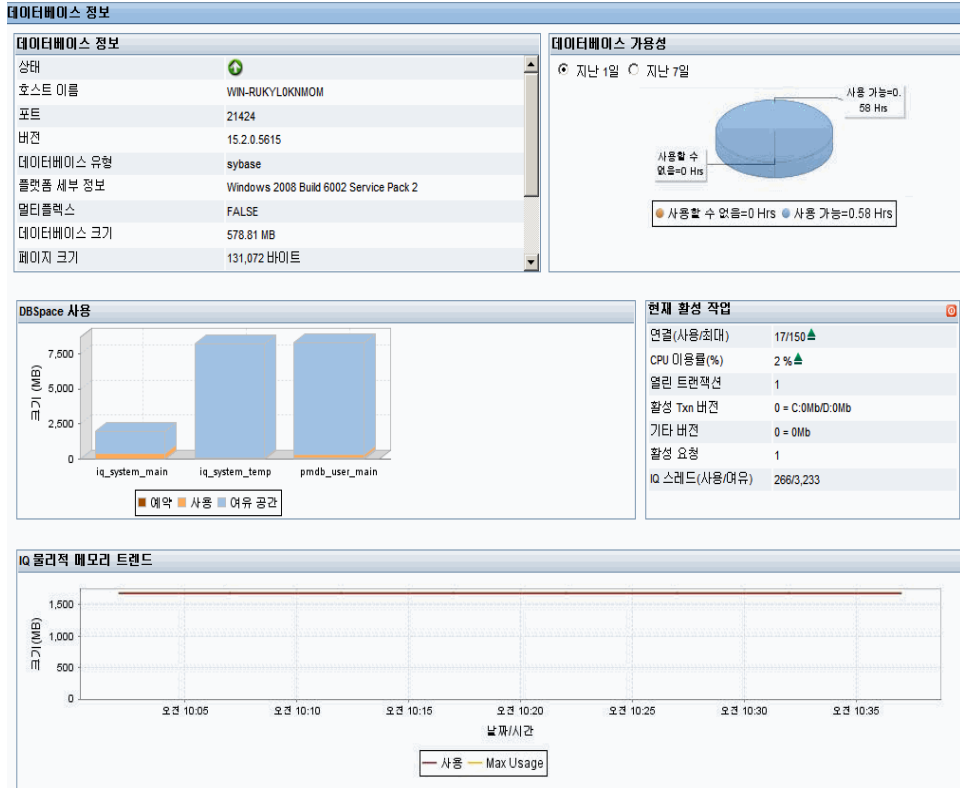 데이터베이스 정보
데이터베이스 정보
상태
호스트 이름 WIN-RUKYL0KNMOM
포트 21424
버전 15.2.0.5615
데이터베이스 유형 sybase
플랫폼 세부 정보 Windows 2008 Build 6002 Service Pack 2
멀티플렉스 FALSE
데이터베이스 크기 578.81 MB
페이지 크기 131,072 바이트
데이터베이스 가용성
지난 1일 지난 7일
사용 가능=0.
58 Hrs
사용할 수
없음=0 Hrs
사용할 수 없음=0 Hrs 사용 가능=0.58 Hrs
DBSpace 사용
크기 (MB)
7,500
5,000
2,500
0
iq_system_main iq_system_temp pmdb_user_main
예약 사용 여유 공간
현재 활성 작업
연결(사용/최대) 17/150
CPU 이용률(%) 2 %
열린 트랜잭션 1
활성 Txn 버전 0 = C:0Mb/D:0Mb
기타 버전 0 = 0Mb
활성 요청 1
IQ 스레드(사용/여유) 266/3,233
IQ 물리적 메모리 트렌드
크기(MB)
1,500
1,000
500
0
오전 10:05 오전 10:10 오전 10:15 오전 10:20 오전 10:25 오전 10:30 오전 10:35
날짜/시간
사용 Max Usage